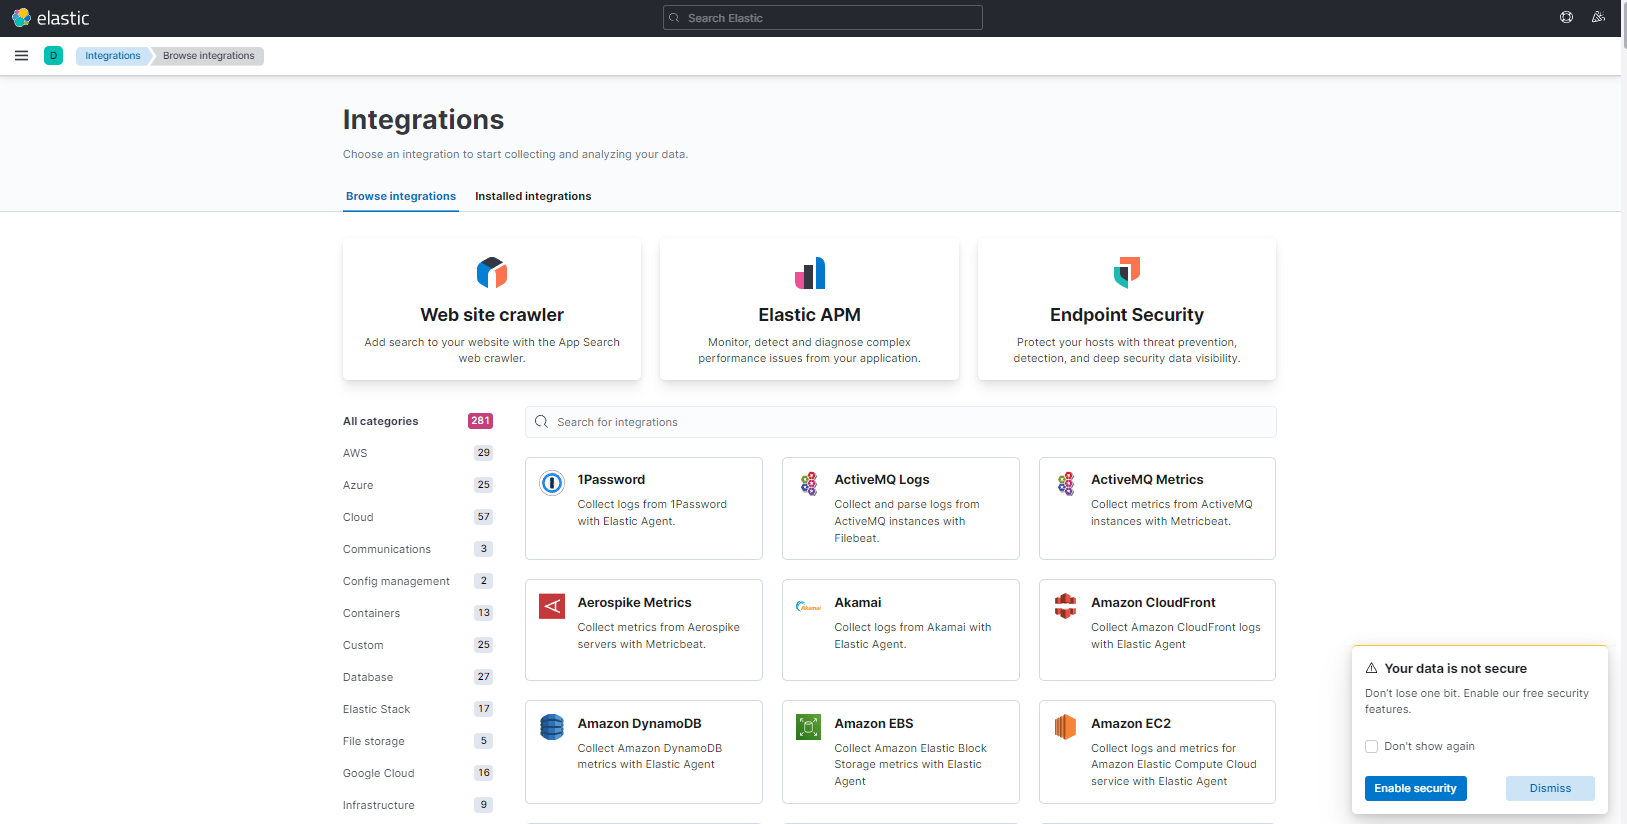 elastic
Search Elastic
D
Integrations
Browse integrations
Integrations
Choose an integration to start collecting and analyzing your data.
Browse integrations
Installed integrations
Web site crawler
Add search to your website with the App Search
web crawler.
Elastic APM
Monitor, detect and diagnose complex
performance issues from your application.
Endpoint Security
Protect your hosts with threat prevention,
detection, and deep security data visibility.
All categories 281
AWS 29
Azure 25
Cloud 57
Communications 3
Config management 2
Containers 13
Custom 25
Database 27
Elastic Stack 17
File storage 5
Google Cloud 16
Infrastructure 9
Search for integrations
1Password
Collect logs from 1Password
with Elastic Agent.
ActiveMQ Logs
Collect and parse logs from
ActiveMQ instances with
Filebeat.
ActiveMQ Metrics
Collect metrics from ActiveMQ
instances with Metricbeat.
Aerospike Metrics
Collect metrics from Aerospike
servers with Metricbeat.
Akamai
Akamai
Collect logs from Akamai with
Elastic Agent.
Amazon CloudFront
Collect Amazon CloudFront logs
with Elastic Agent
Amazon DynamoDB
Collect Amazon DynamoDB
metrics with Elastic Agent
Amazon EBS
Collect Amazon Elastic Block
Storage metrics with Elastic
Agent
Amazon EC2
Collect logs and metrics for
Amazon Elastic Compute Cloud
service with Elastic Agent
Your data is not secure
Don't lose one bit. Enable our free security
features.
Don't show again
Enable security
Dismiss